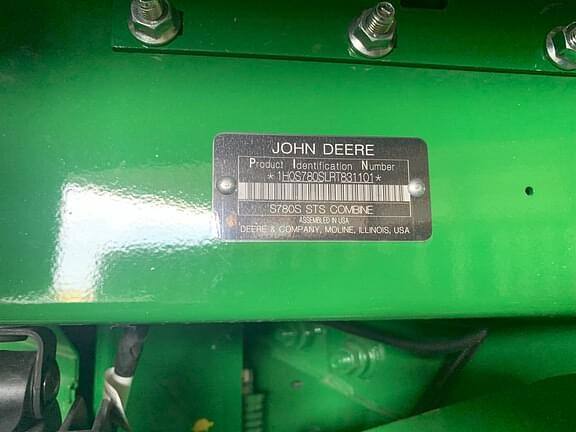 JOHN DEERE
Product Identification Number
*1H0S780SLRT831101*
S780S STS COMBINE
ASSEMBLED IN USA
DEERE & COMPANY, MOLINE, ILLINOIS, USA